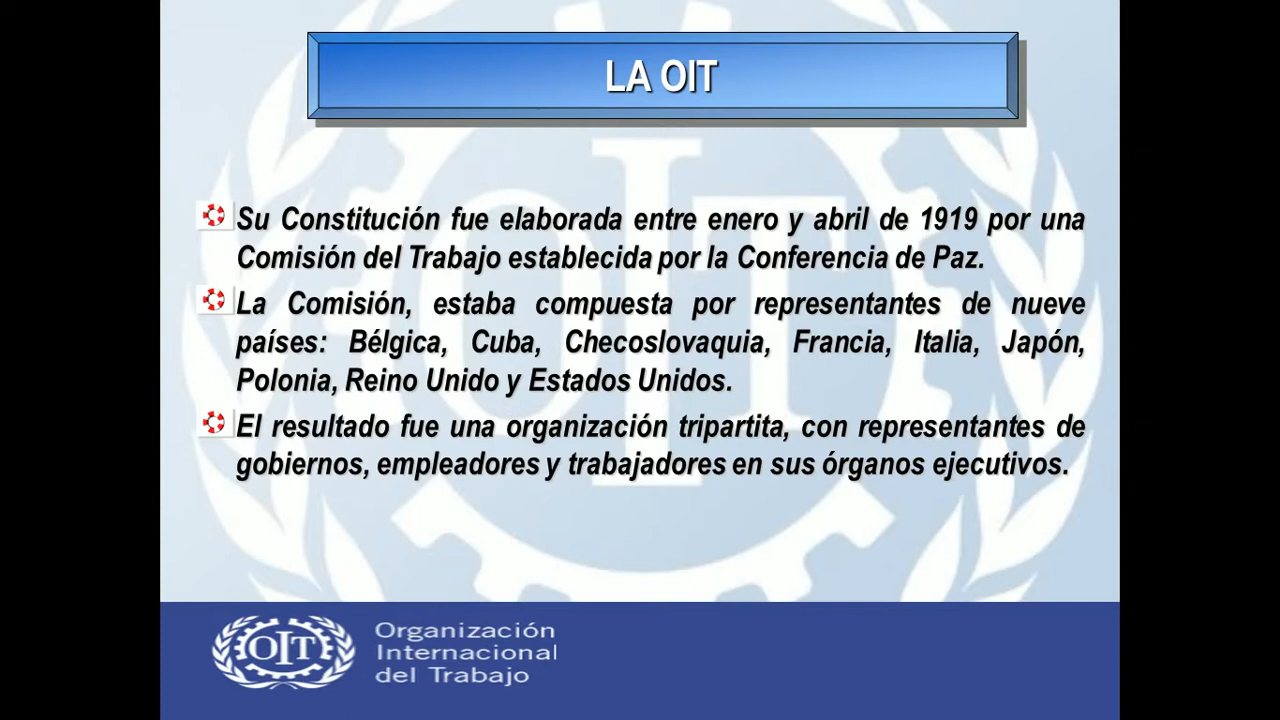 LA OIT
Su Constitución fue elaborada entre enero y abril de 1919 por una
Comisión del Trabajo establecida por la Conferencia de Paz.
La Comisión, estaba compuesta por representantes de nueve
países: Bélgica, Cuba, Checoslovaquia, Francia, Italia, Japón,
Polonia, Reino Unido y Estados Unidos.
El resultado fue una organización tripartita, con representantes de
gobiernos, empleadores y trabajadores en sus órganos ejecutivos.
OIT
OIT
Organización
Internacional
del Trabajo